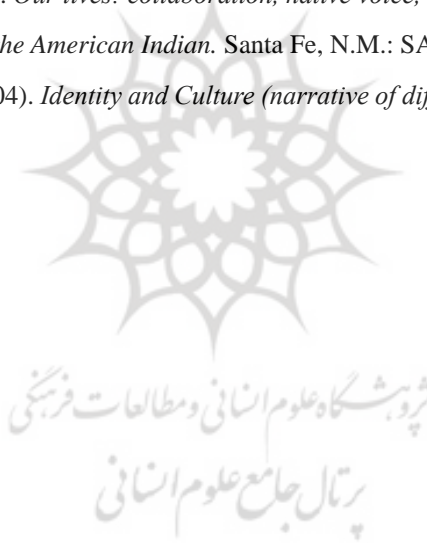 . Our lives: collaboration, native voice,
he American Indian. Santa Fe, N.M.: SA
04). Identity and Culture (narrative of di
پژوهشگاه علوم انسانی و مطالعات فرهنگی
پرتال جامع علوم انسانی